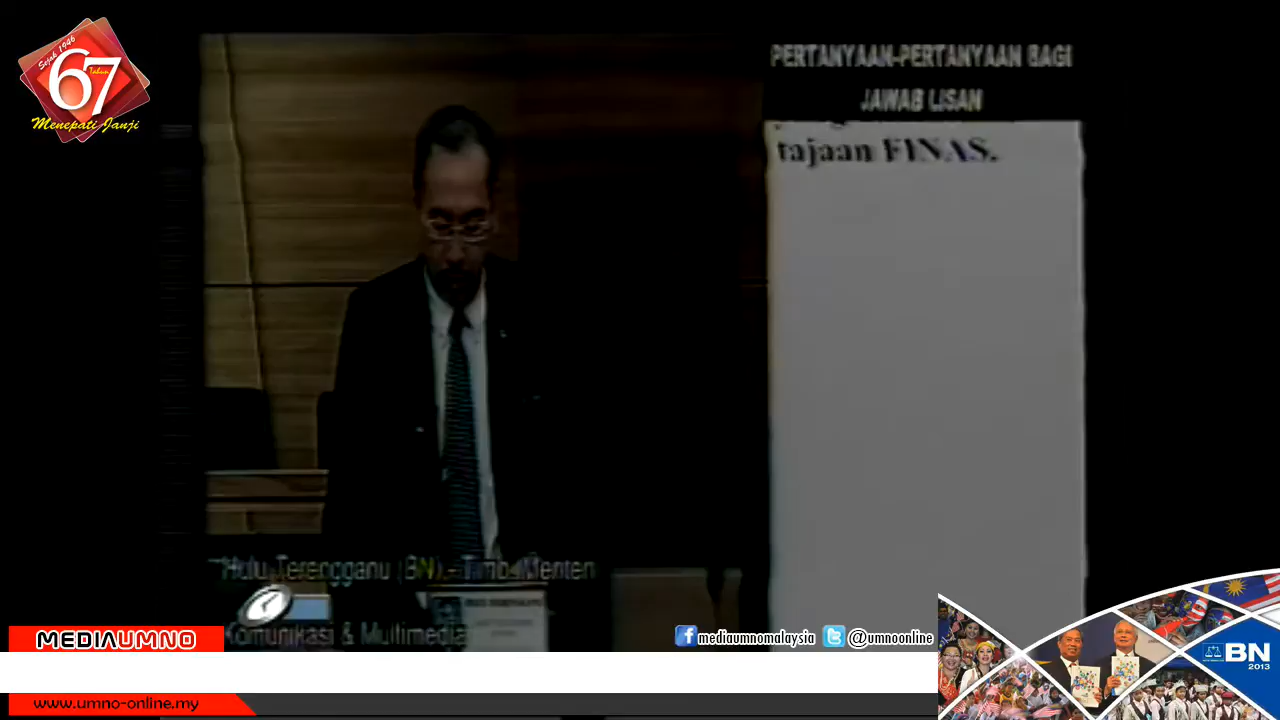 Sejak 1946
67
Tahun
Menepati Janji
PERTANYAAN-PERTANYAAN BAGI
JAWAB LISAN
tajaan FINAS.
Hulu Terengganu (BN) - Timb. Menteri
Komunikasi & Multimedia
MEDIAUMNO
mediaumnomalaysia
@umnoonline
BN
2013
www.umno-online.my